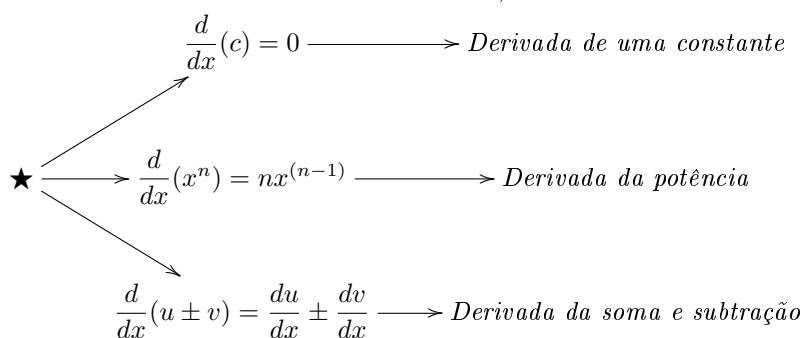 d/dx (c) = 0 ⟶ Derivada de uma constante
★ d/dx (xⁿ) = nx⁽ⁿ⁻¹⁾ ⟶ Derivada da potência
d/dx (u ± v) = du/dx ± dv/dx ⟶ Derivada da soma e subtração